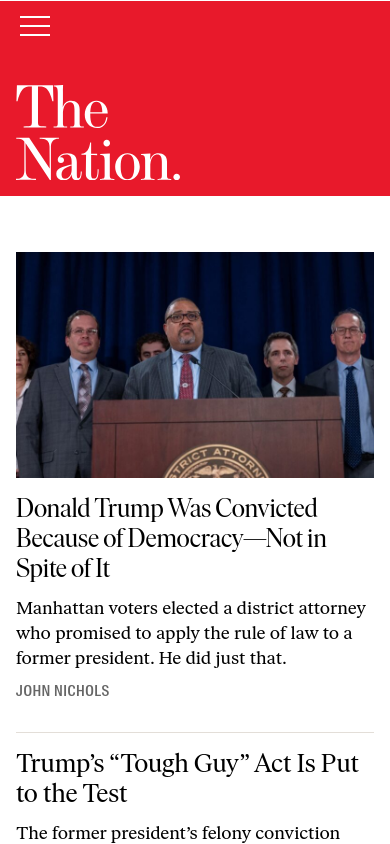 The
Nation.
STRICT ATTORNEY
Donald Trump Was Convicted
Because of Democracy—Not in
Spite of It
Manhattan voters elected a district attorney
who promised to apply the rule of law to a
former president. He did just that.
JOHN NICHOLS
Trump’s “Tough Guy” Act Is Put
to the Test
The former president’s felony conviction